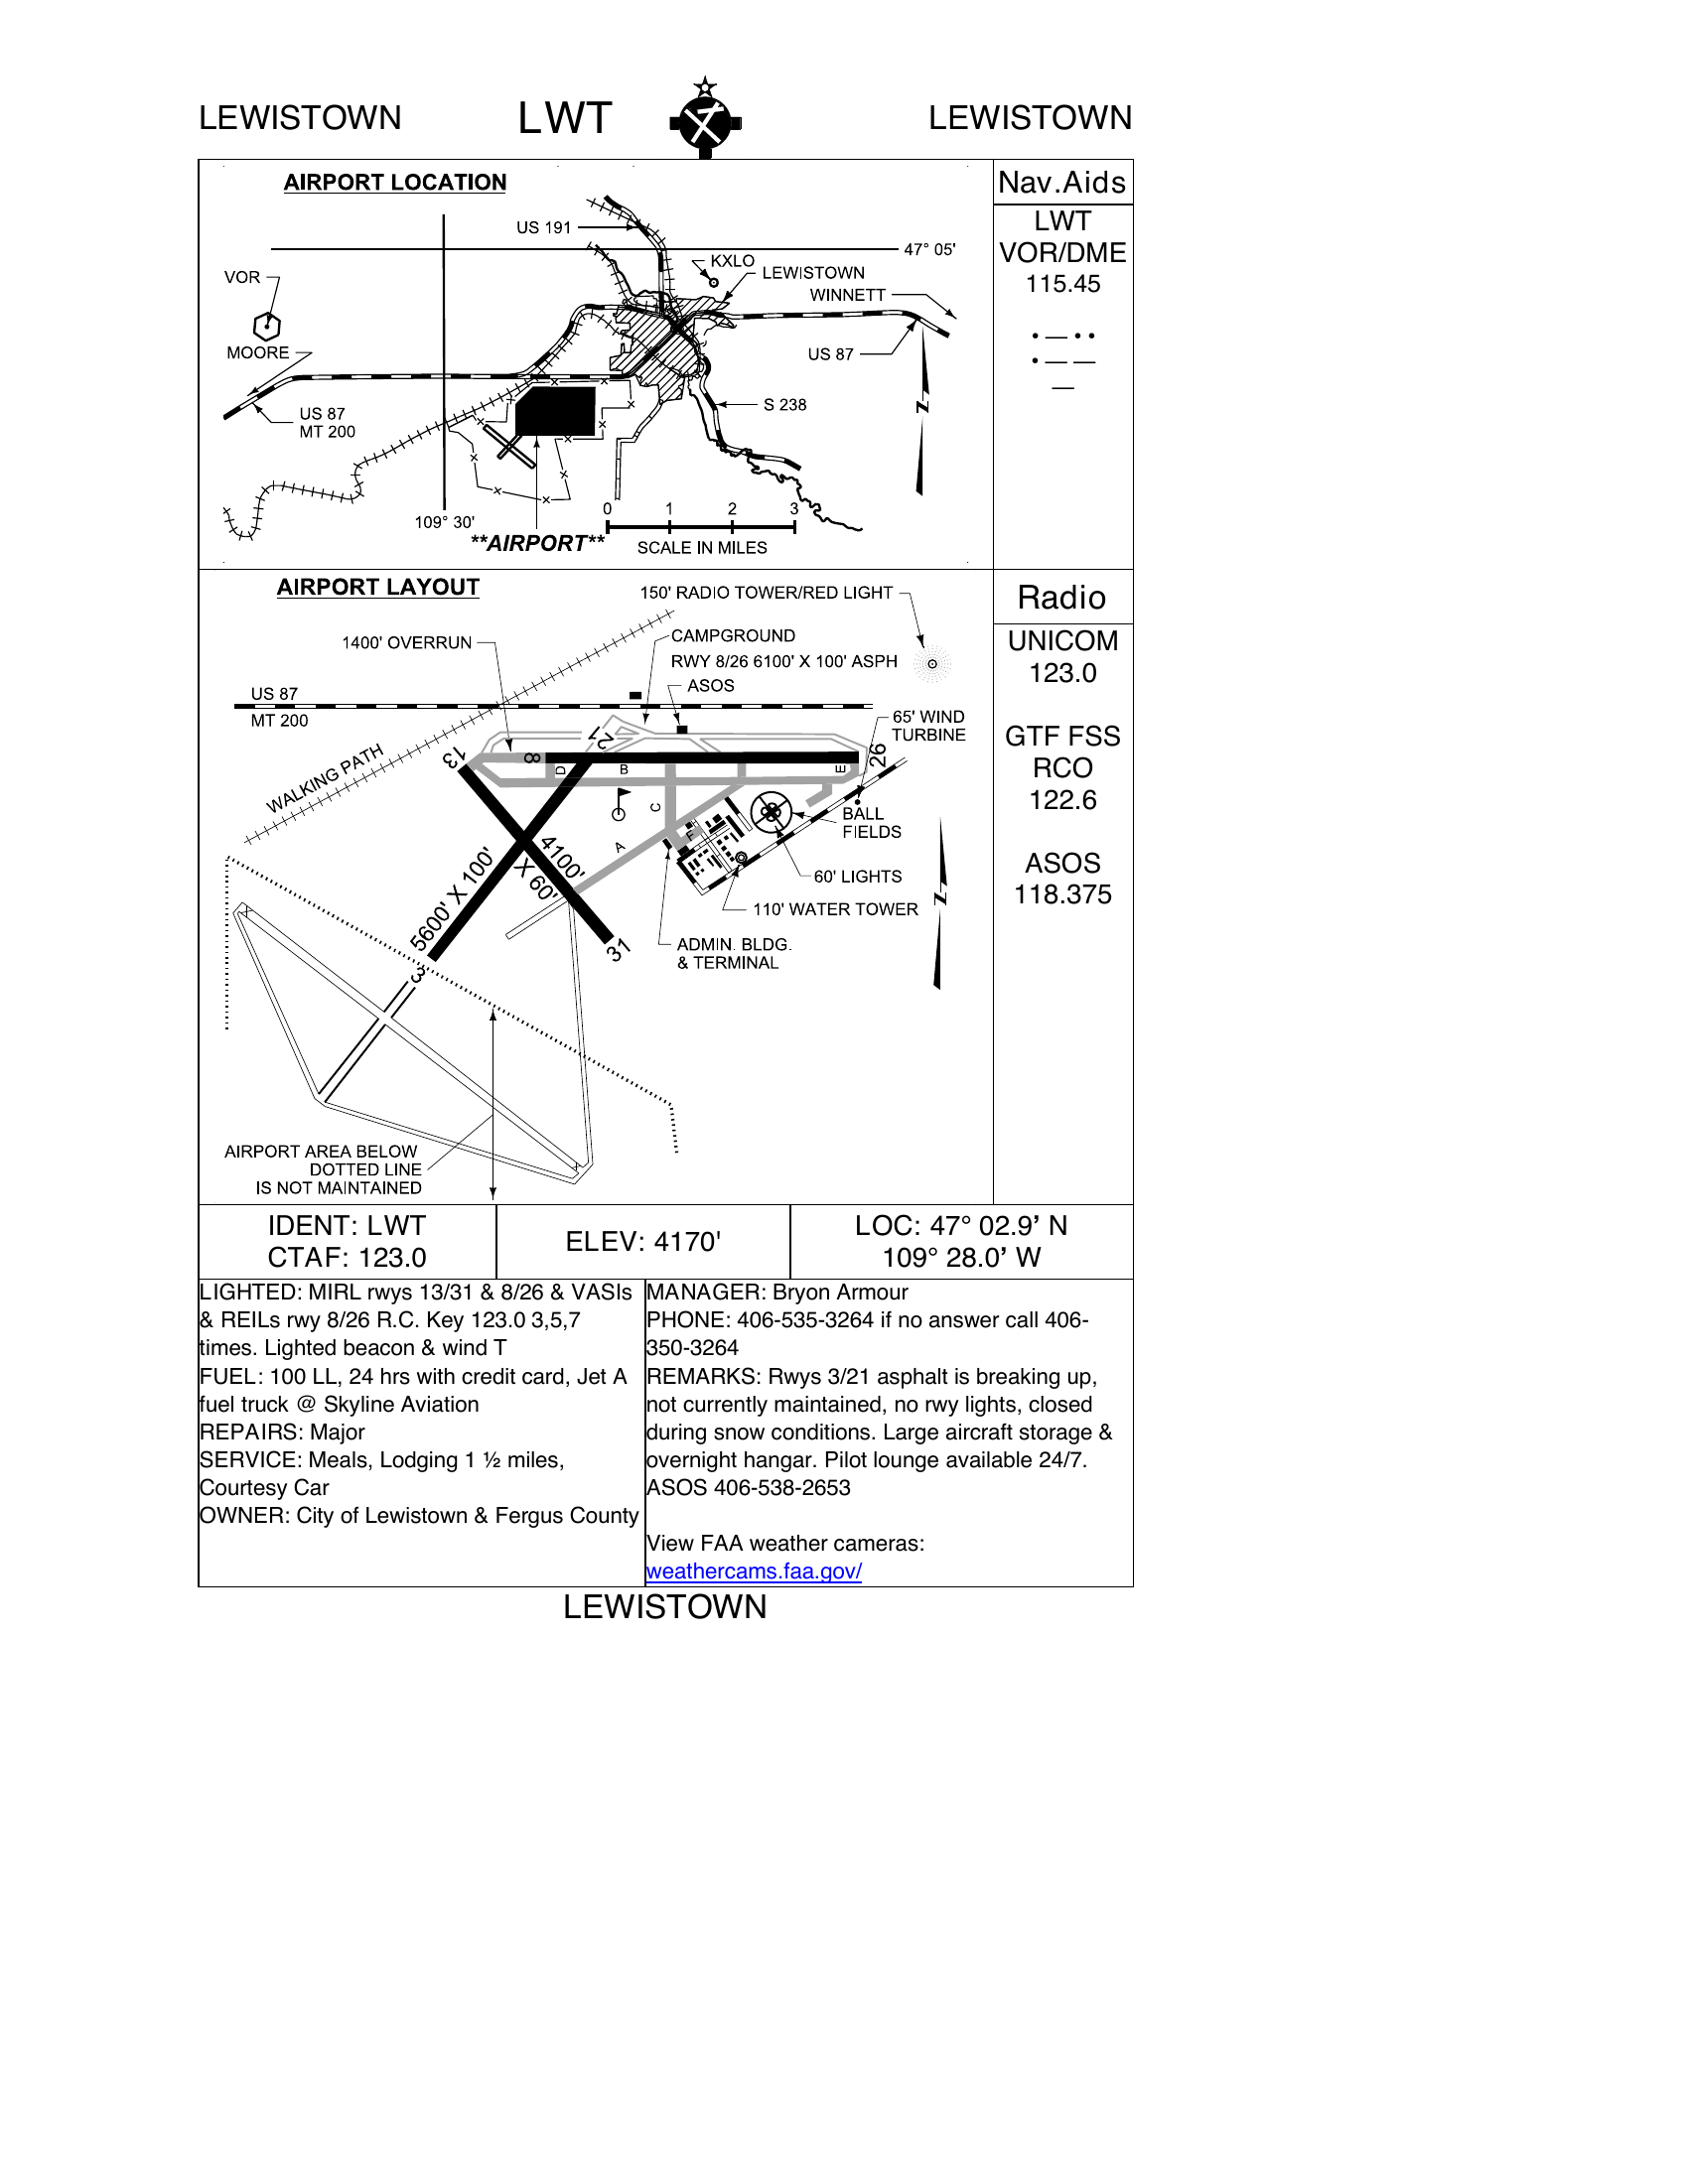 LEWISTOWN LWT LEWISTOWN
AIRPORT LOCATION
US 191
47° 05'
VOR
KXLO
LEWISTOWN
WINNETT
MOORE
US 87
US 87
MT 200
S 238
N
109° 30'
0 1 2 3
**AIRPORT**
SCALE IN MILES
Nav.Aids
LWT
VOR/DME
115.45
• — • •
• — —
—
AIRPORT LAYOUT
150' RADIO TOWER/RED LIGHT
1400' OVERRUN
CAMPGROUND
RWY 8/26 6100' X 100' ASPH
ASOS
US 87
MT 200
65' WIND
TURBINE
WALKING PATH
13
8
21
26
D
B
E
C
A
F
BALL
FIELDS
4100'
X 60'
5600' X 100'
60' LIGHTS
110' WATER TOWER
N
31
ADMIN. BLDG.
& TERMINAL
3
AIRPORT AREA BELOW
DOTTED LINE
IS NOT MAINTAINED
Radio
UNICOM
123.0
GTF FSS
RCO
122.6
ASOS
118.375
IDENT: LWT
CTAF: 123.0
ELEV: 4170'
LOC: 47° 02.9’ N
109° 28.0’ W
LIGHTED: MIRL rwys 13/31 & 8/26 & VASIs
& REILs rwy 8/26 R.C. Key 123.0 3,5,7
times. Lighted beacon & wind T
FUEL: 100 LL, 24 hrs with credit card, Jet A
fuel truck @ Skyline Aviation
REPAIRS: Major
SERVICE: Meals, Lodging 1 ½ miles,
Courtesy Car
OWNER: City of Lewistown & Fergus County
MANAGER: Bryon Armour
PHONE: 406-535-3264 if no answer call 406-
350-3264
REMARKS: Rwys 3/21 asphalt is breaking up,
not currently maintained, no rwy lights, closed
during snow conditions. Large aircraft storage &
overnight hangar. Pilot lounge available 24/7.
ASOS 406-538-2653
View FAA weather cameras:
weathercams.faa.gov/
LEWISTOWN